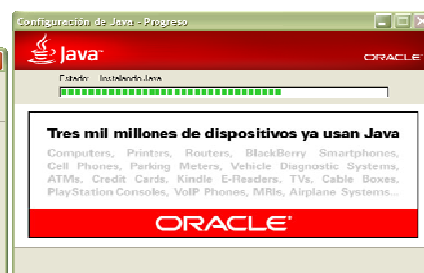 Configuración de Java - Progreso
Java™
ORACLE
Estado: Instalando Java
Tres mil millones de dispositivos ya usan Java
Computers, Printers, Routers, BlackBerry Smartphones,
Cell Phones, Parking Meters, Vehicle Diagnostic Systems,
ATMs, Credit Cards, Kindle E-Readers, TVs, Cable Boxes,
PlayStation Consoles, VoIP Phones, MRIs, Airplane Systems...
ORACLE®